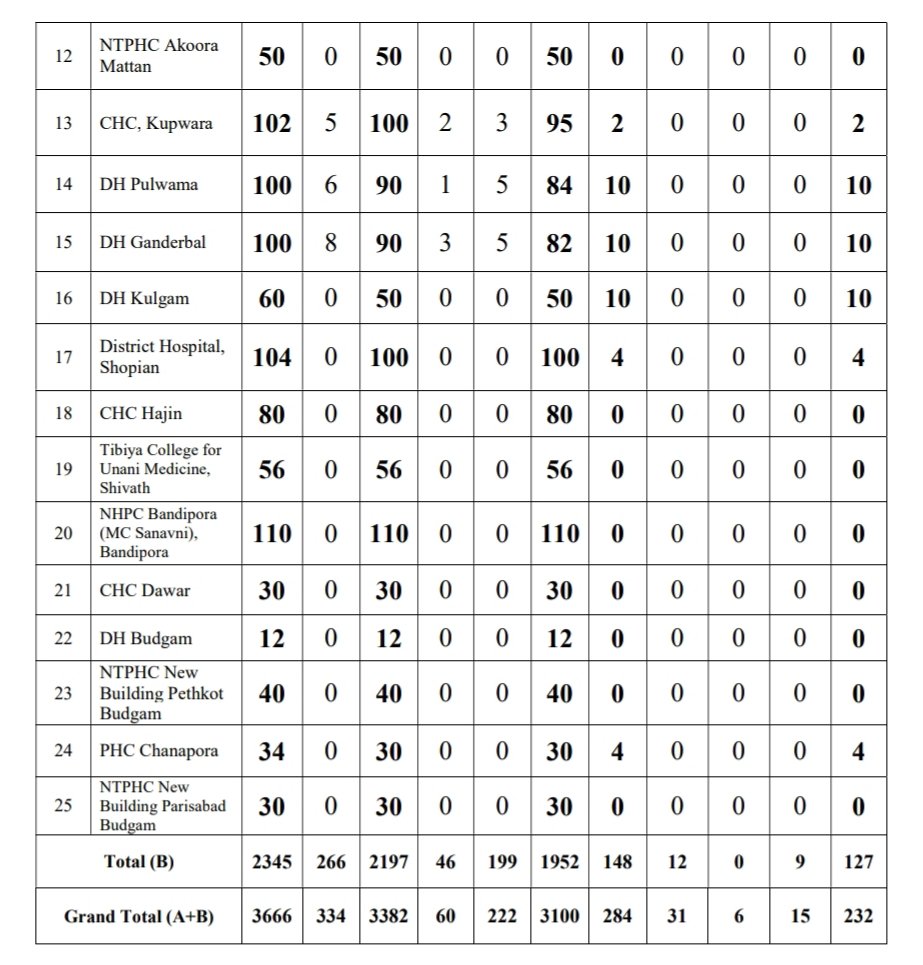 12 NTPHC Akoora Mattan 50 0 50 0 0 50 0 0 0 0 0
13 CHC, Kupwara 102 5 100 2 3 95 2 0 0 0 2
14 DH Pulwama 100 6 90 1 5 84 10 0 0 0 10
15 DH Ganderbal 100 8 90 3 5 82 10 0 0 0 10
16 DH Kulgam 60 0 50 0 0 50 10 0 0 0 10
17 District Hospital, Shopian 104 0 100 0 0 100 4 0 0 0 4
18 CHC Hajin 80 0 80 0 0 80 0 0 0 0 0
19 Tibiya College for Unani Medicine, Shivath 56 0 56 0 0 56 0 0 0 0 0
20 NHPC Bandipora (MC Sanavni), Bandipora 110 0 110 0 0 110 0 0 0 0 0
21 CHC Dawar 30 0 30 0 0 30 0 0 0 0 0
22 DH Budgam 12 0 12 0 0 12 0 0 0 0 0
23 NTPHC New Building Pethkot Budgam 40 0 40 0 0 40 0 0 0 0 0
24 PHC Chanapora 34 0 30 0 0 30 4 0 0 0 4
25 NTPHC New Building Parisabad Budgam 30 0 30 0 0 30 0 0 0 0 0
Total (B) 2345 266 2197 46 199 1952 148 12 0 9 127
Grand Total (A+B) 3666 334 3382 60 222 3100 284 31 6 15 232